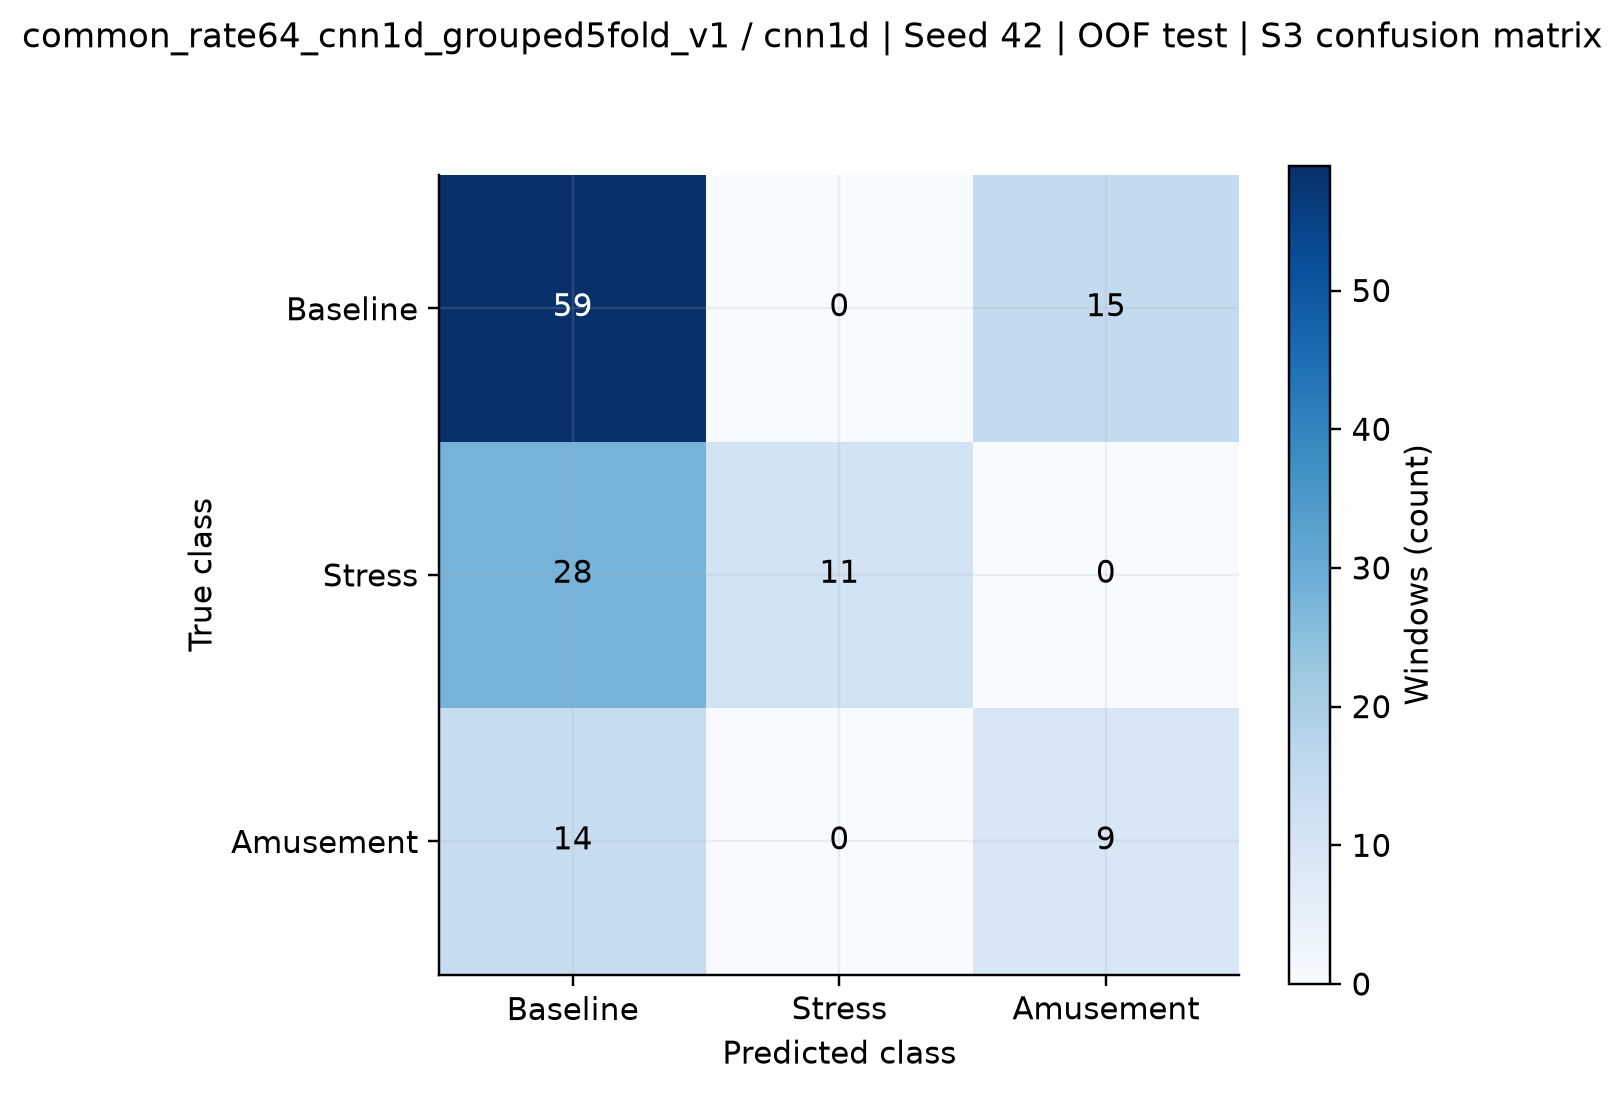 common_rate64_cnn1d_grouped5fold_v1 / cnn1d | Seed 42 | OOF test | S3 confusion matrix
Baseline 59 0 15
Stress 28 11 0
Amusement 14 0 9
True class
Baseline Stress Amusement
Predicted class
50
40
30
20
10
0
Windows (count)